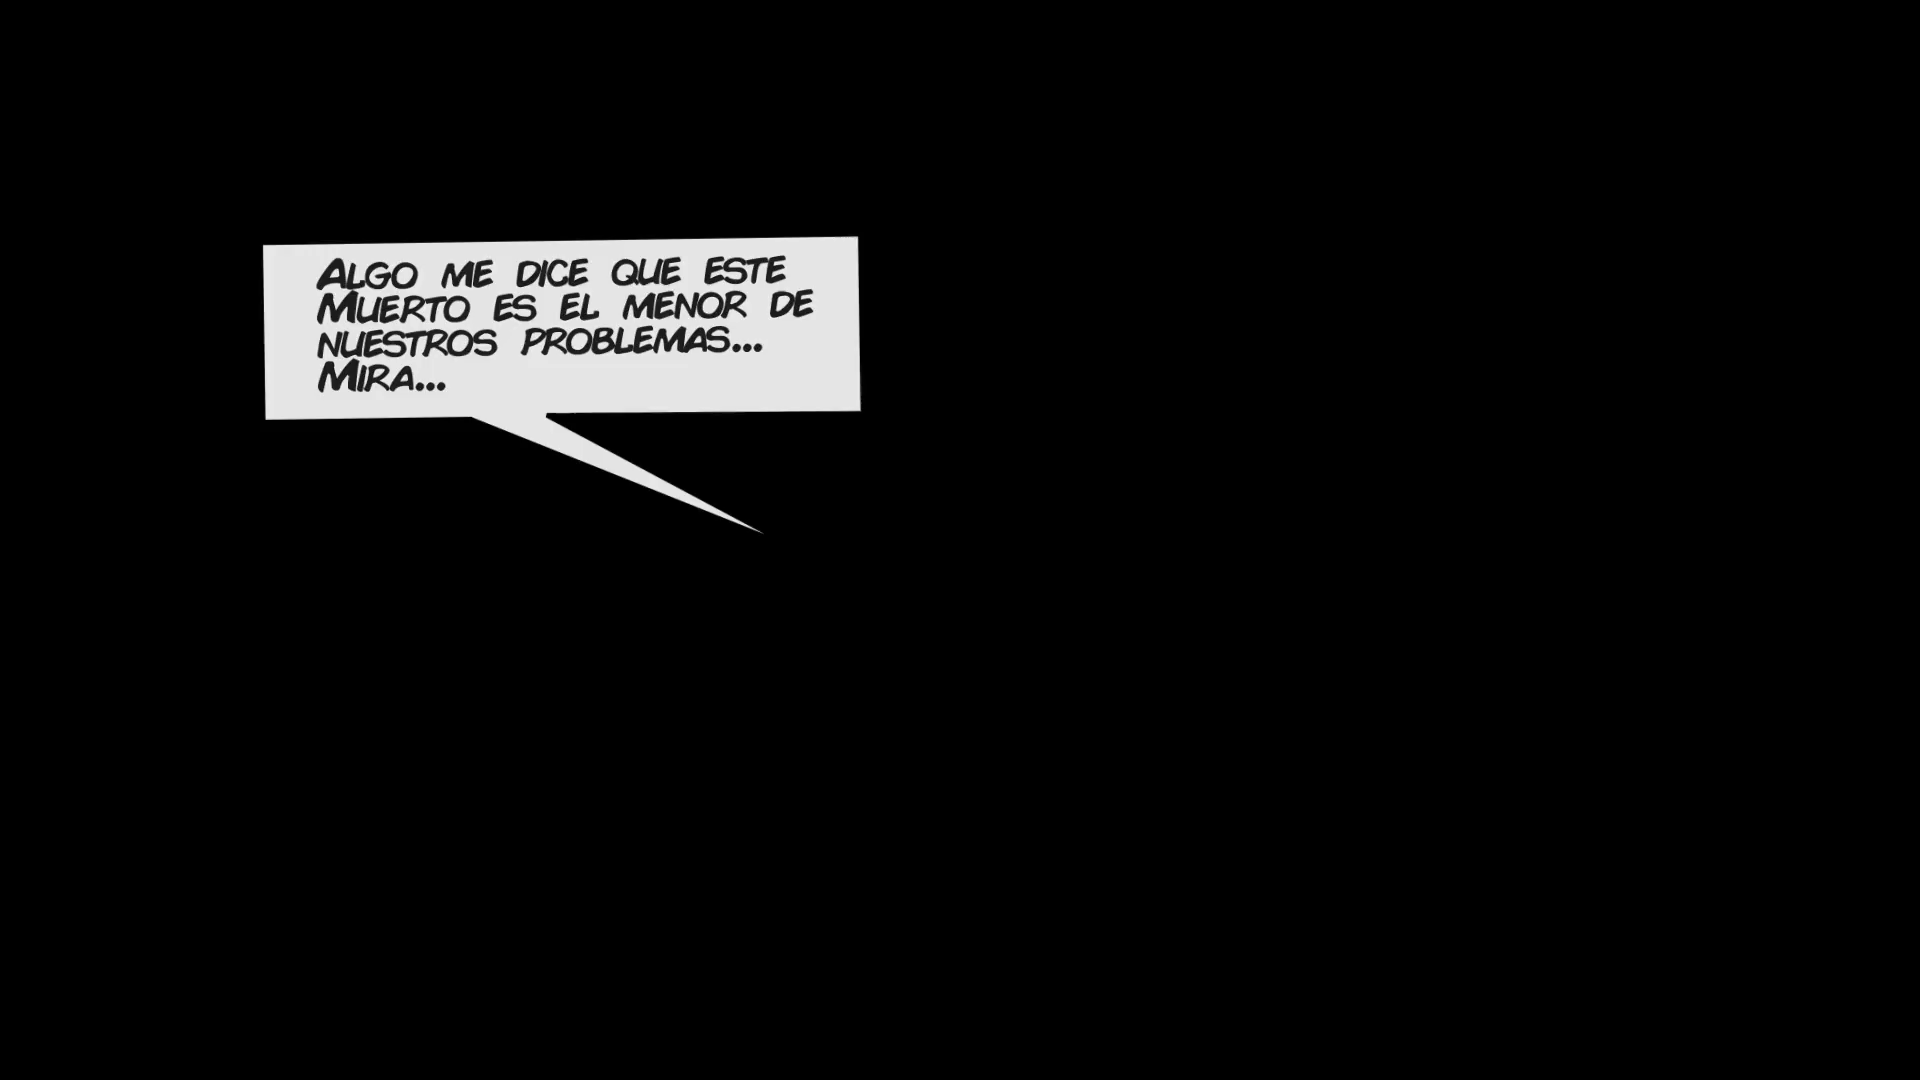 Algo me dice que este
Muerto es el menor de
nuestros problemas...
Mira...